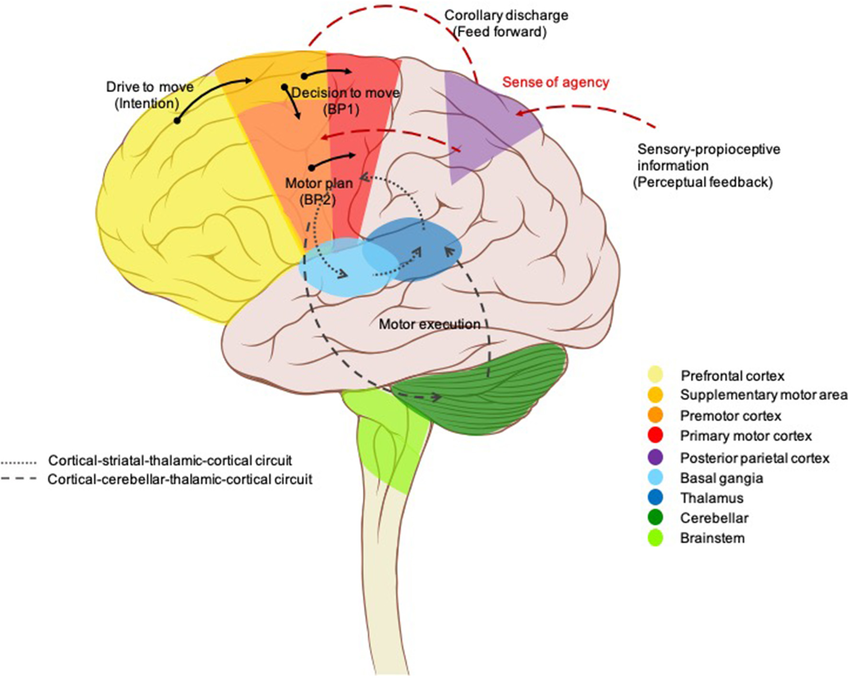 Corollary discharge
(Feed forward)
Drive to move
(Intention)
Decision to move
(BP1)
Sense of agency
Sensory-propioceptive
information
(Perceptual feedback)
Motor plan
(BP2)
Motor execution
Prefrontal cortex
Supplementary motor area
Premotor cortex
Primary motor cortex
Posterior parietal cortex
Basal gangia
Thalamus
Cerebellar
Brainstem
Cortical-striatal-thalamic-cortical circuit
Cortical-cerebellar-thalamic-cortical circuit